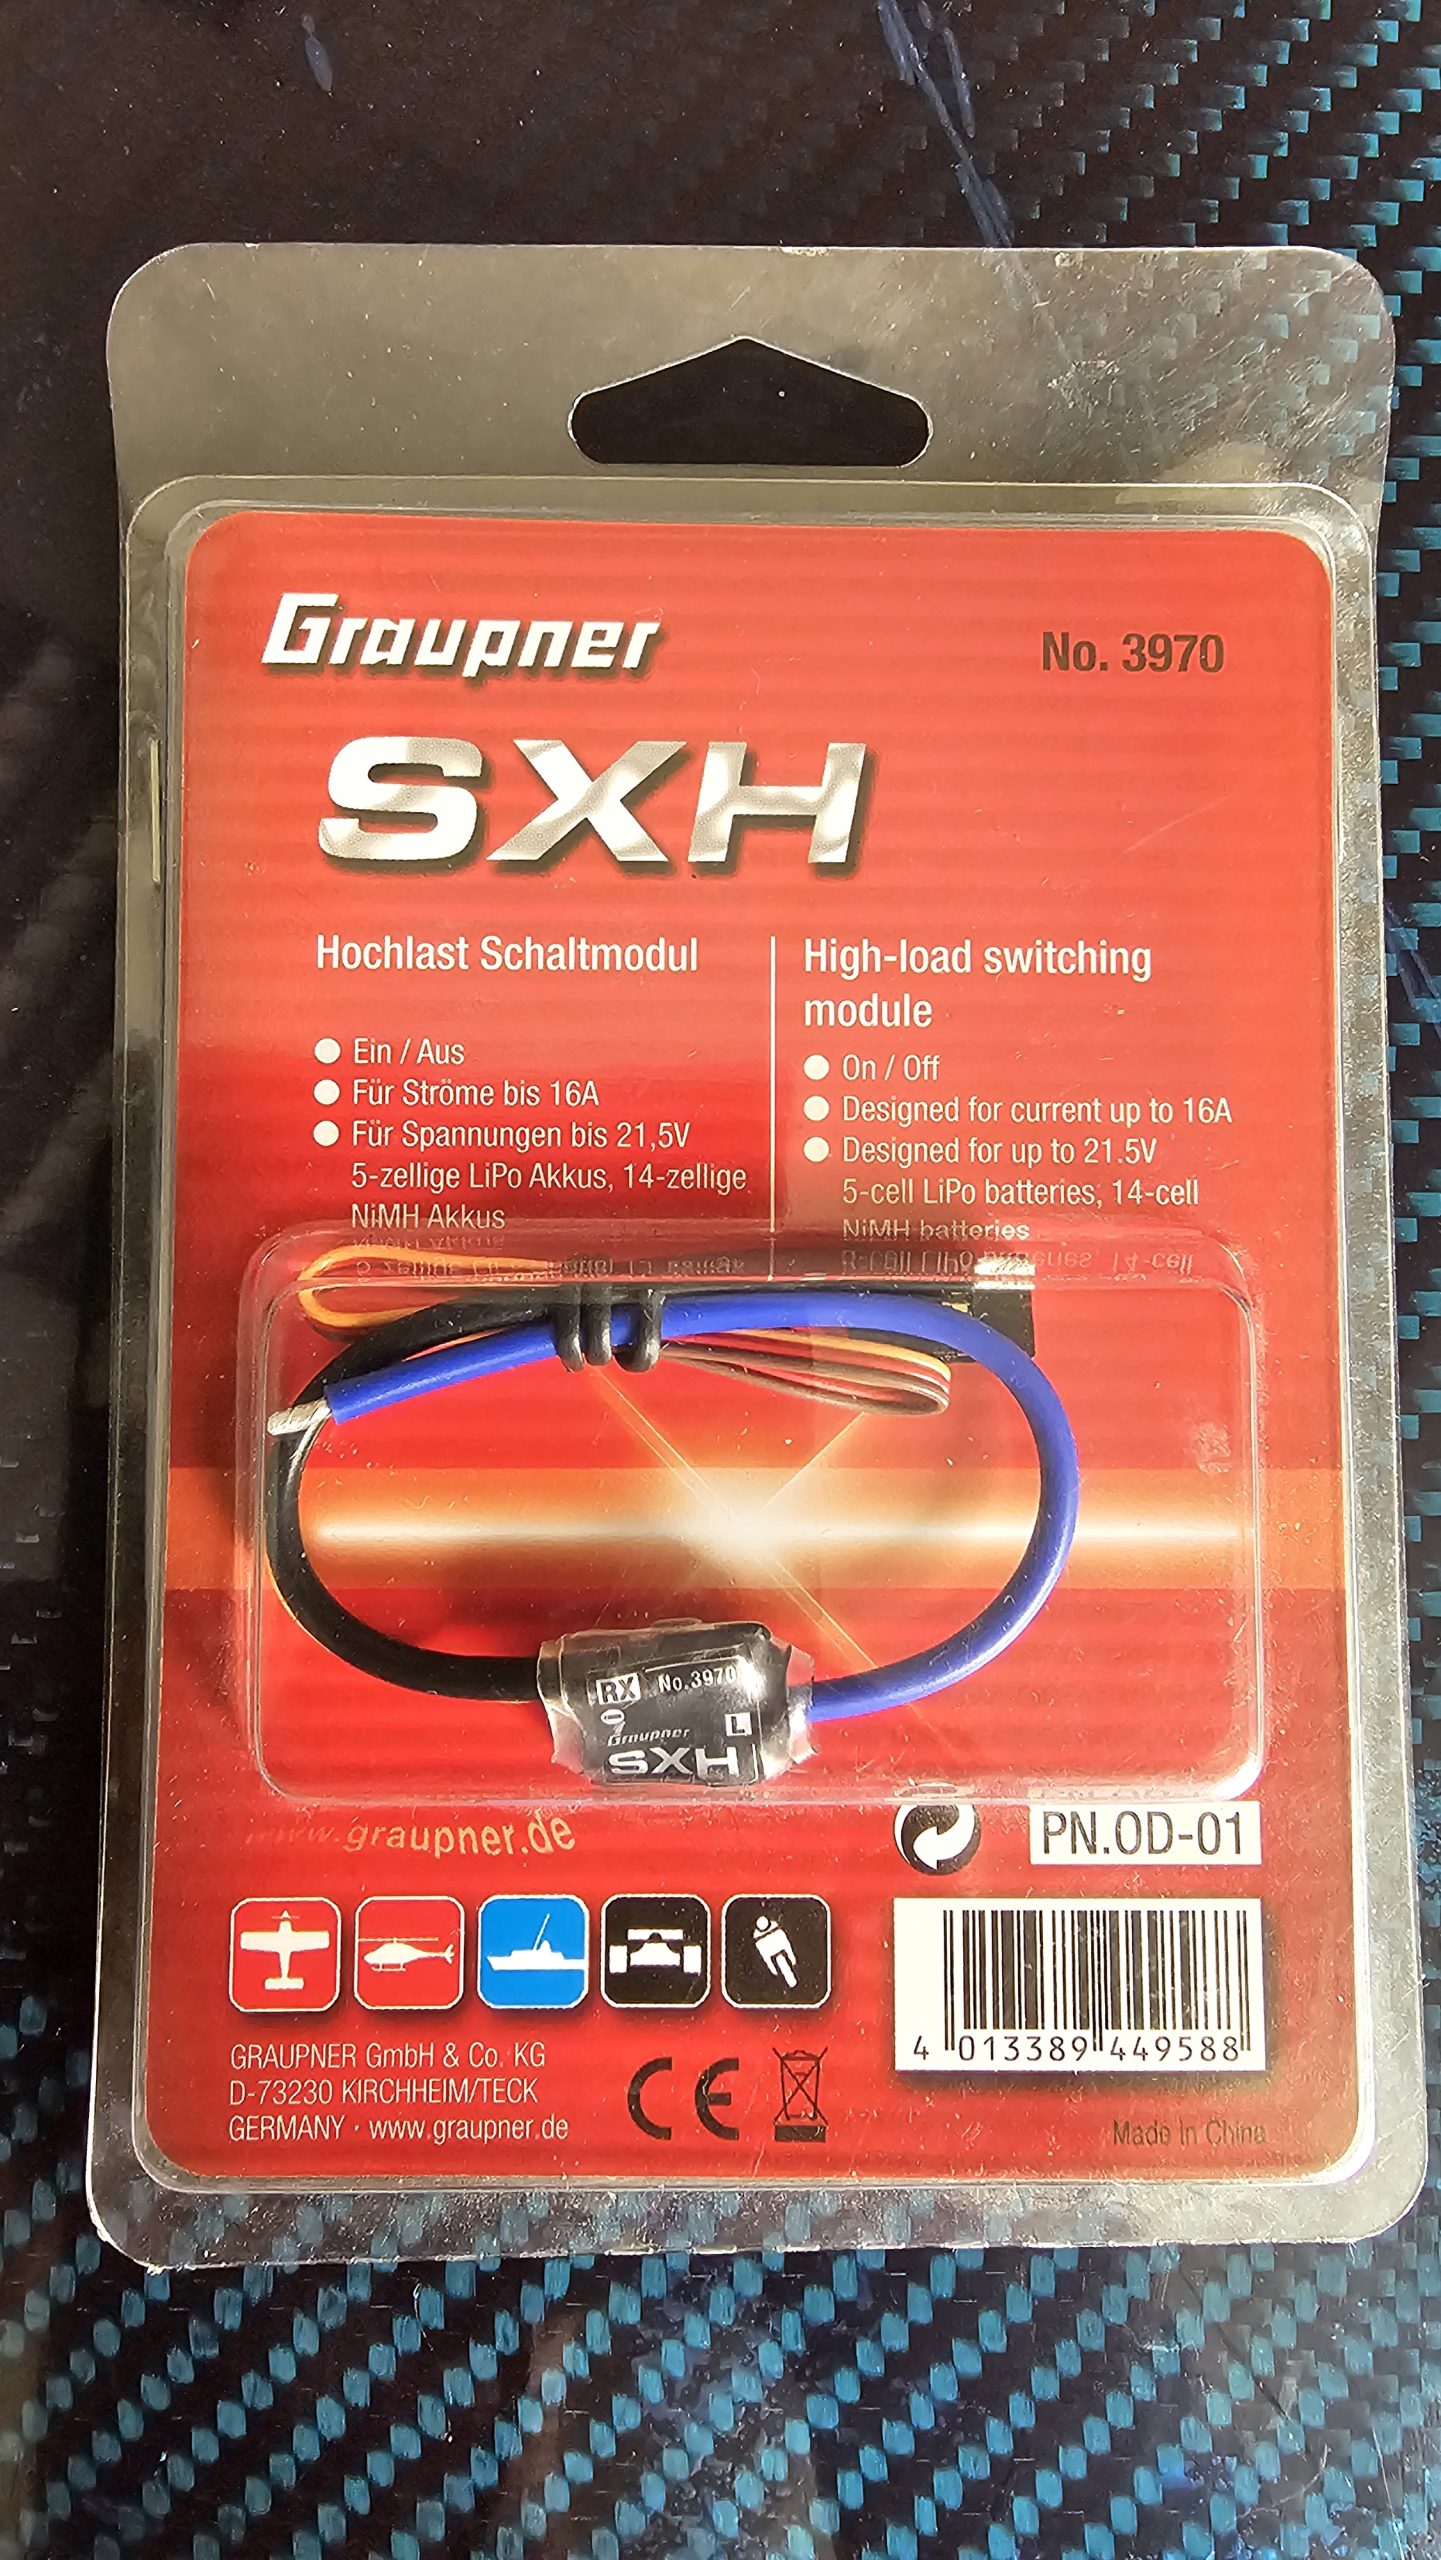 Graupner
No. 3970
SXH
Hochlast Schaltmodul
Ein / Aus
Für Ströme bis 16A
Für Spannungen bis 21,5V
5-zellige LiPo Akkus, 14-zellige
NiMH Akkus
High-load switching
module
On / Off
Designed for current up to 16A
Designed for up to 21.5V
5-cell LiPo batteries, 14-cell
NiMH batteries
RX No.3970
L
Graupner
SXH
www.graupner.de
PN.OD-01
4 013389 449588
GRAUPNER GmbH & Co. KG
D-73230 KIRCHHEIM/TECK
GERMANY · www.graupner.de
CE
Made In China